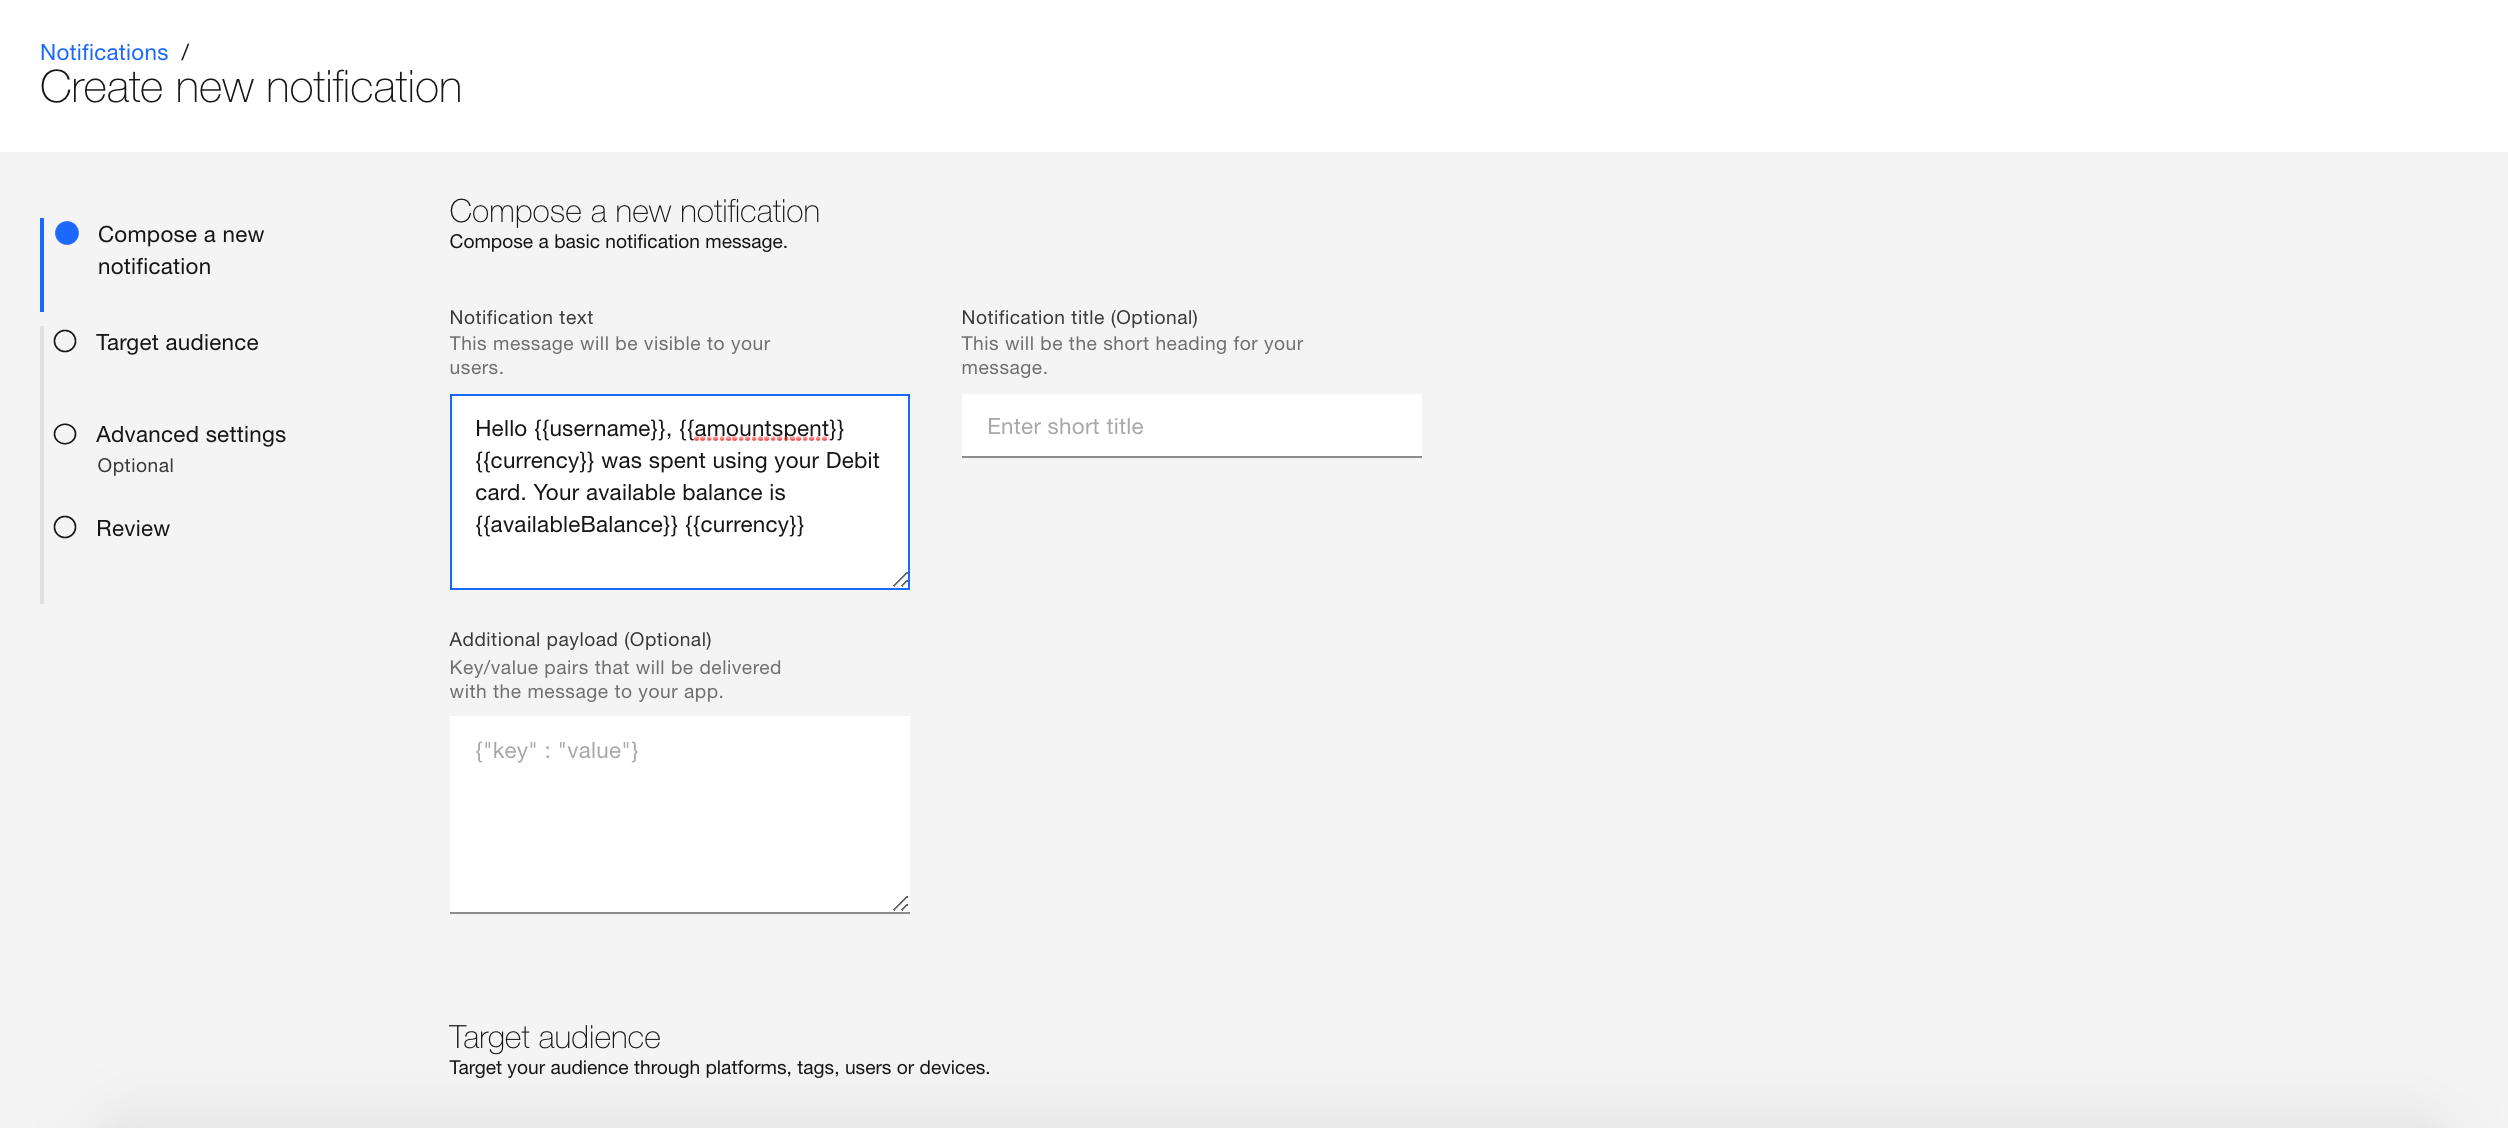 Notifications /
Create new notification
Compose a new
notification
Target audience
Advanced settings
Optional
Review
Compose a new notification
Compose a basic notification message.
Notification text
This message will be visible to your
users.
Hello {{username}}, {{amountspent}}
{{currency}} was spent using your Debit
card. Your available balance is
{{availableBalance}} {{currency}}
Notification title (Optional)
This will be the short heading for your
message.
Enter short title
Additional payload (Optional)
Key/value pairs that will be delivered
with the message to your app.
{"key" : "value"}
Target audience
Target your audience through platforms, tags, users or devices.